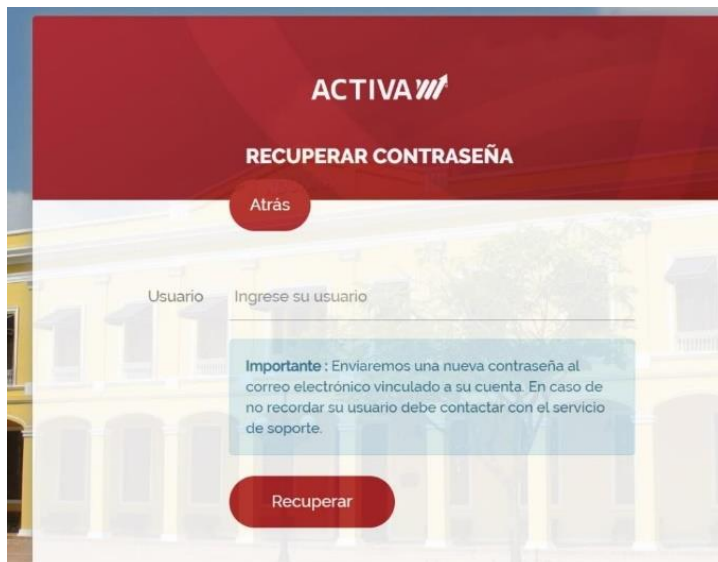 ACTIVA
RECUPERAR CONTRASEÑA
Atrás
Usuario
Ingrese su usuario
Importante : Enviaremos una nueva contraseña al
correo electrónico vinculado a su cuenta. En caso de
no recordar su usuario debe contactar con el servicio
de soporte.
Recuperar